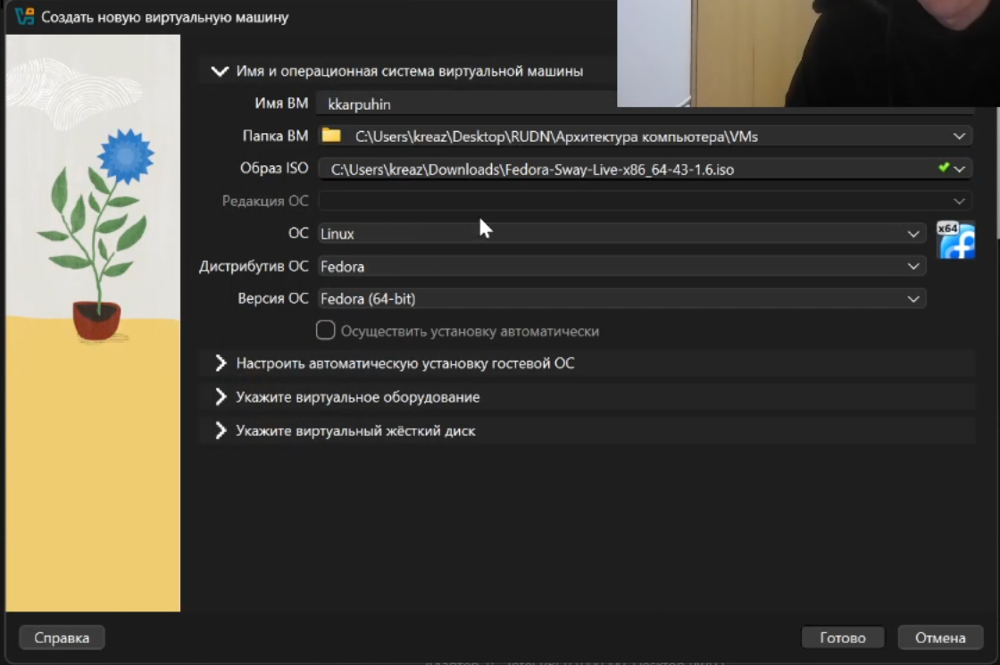 Создать новую виртуальную машину
Имя и операционная система виртуальной машины
Имя ВМ kkarpuhin
Папка ВМ C:\Users\kreaz\Desktop\RUDN\Архитектура компьютера\VMs
Образ ISO C:\Users\kreaz\Downloads\Fedora-Sway-Live-x86_64-43-1.6.iso
Редакция ОС
ОС Linux
x64
Дистрибутив ОС Fedora
Версия ОС Fedora (64-bit)
Осуществить установку автоматически
Настроить автоматическую установку гостевой ОС
Укажите виртуальное оборудование
Укажите виртуальный жёсткий диск
Справка Готово Отмена